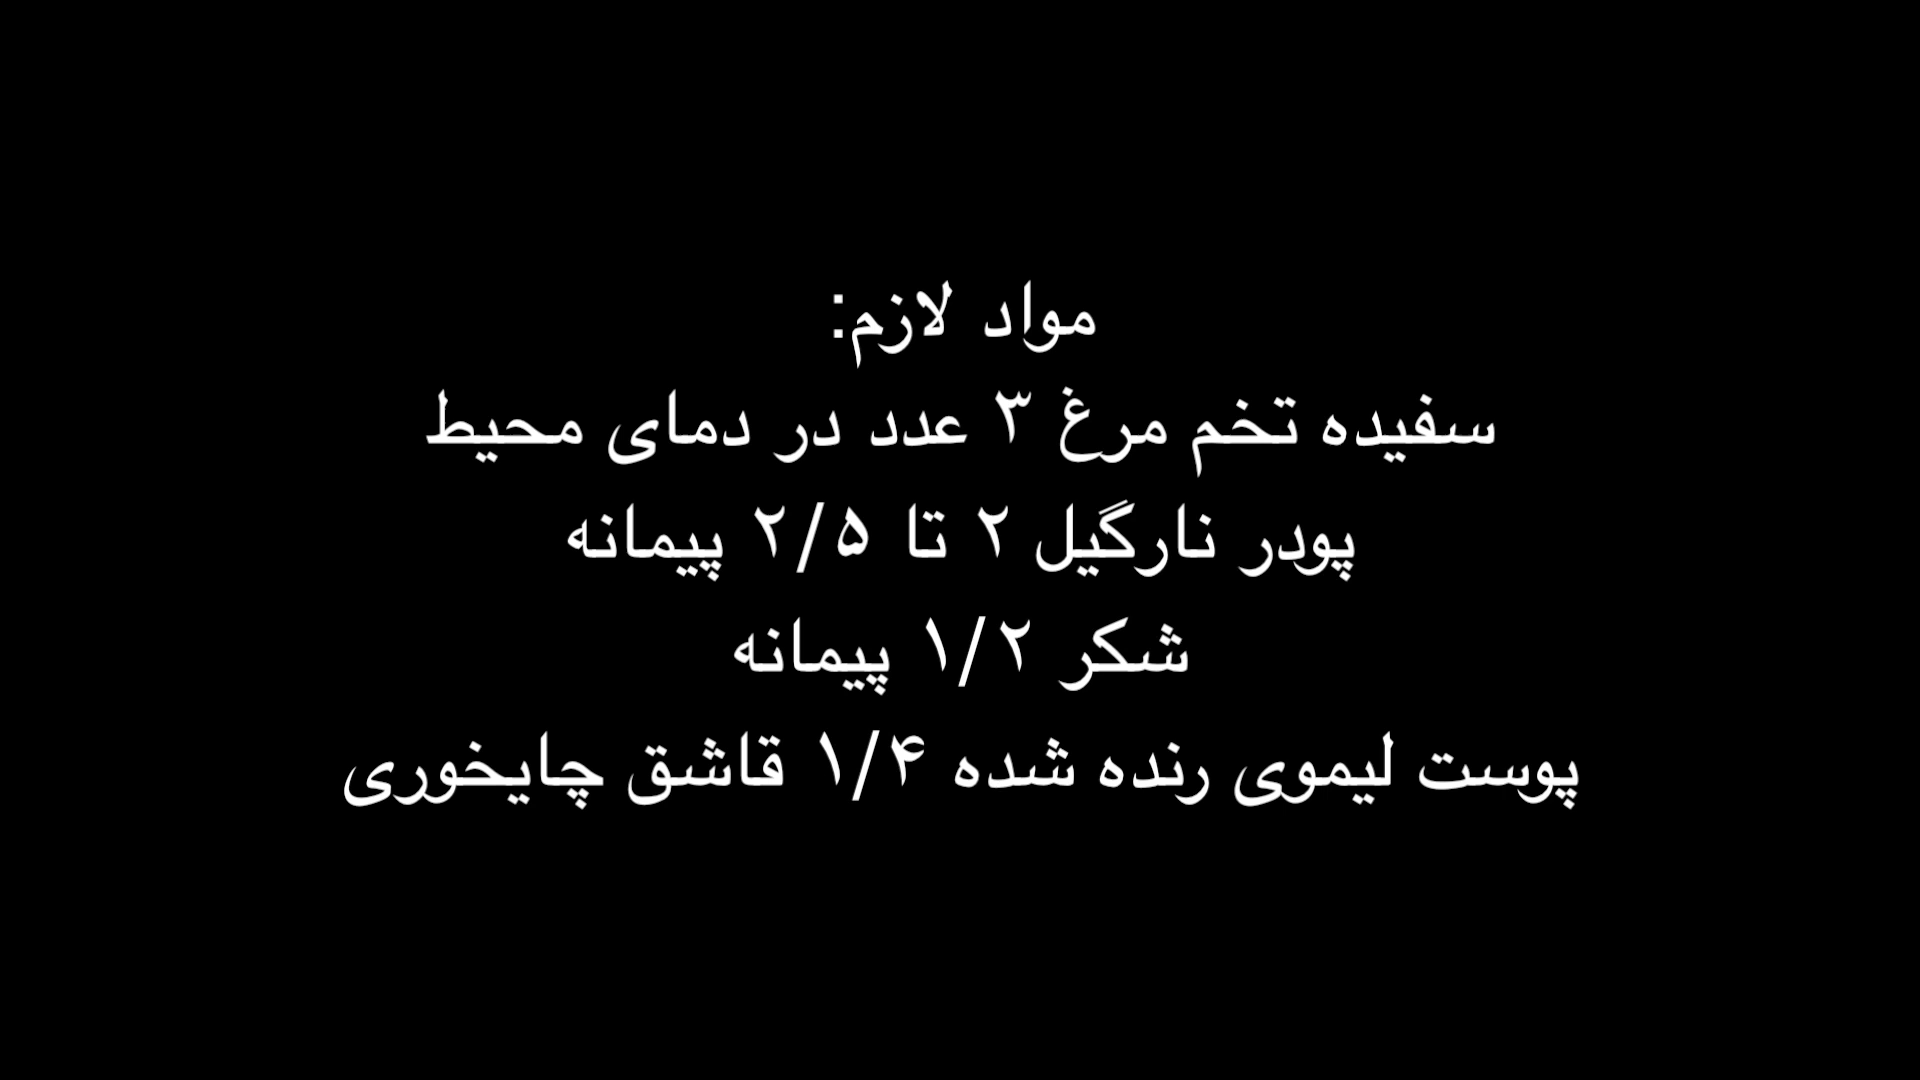 مواد لازم:
سفیده تخم مرغ ۳ عدد در دمای محیط
پودر نارگیل ۲ تا ۲/۵ پیمانه
شکر ۱/۲ پیمانه
پوست لیموی رنده شده ۱/۴ قاشق چایخوری